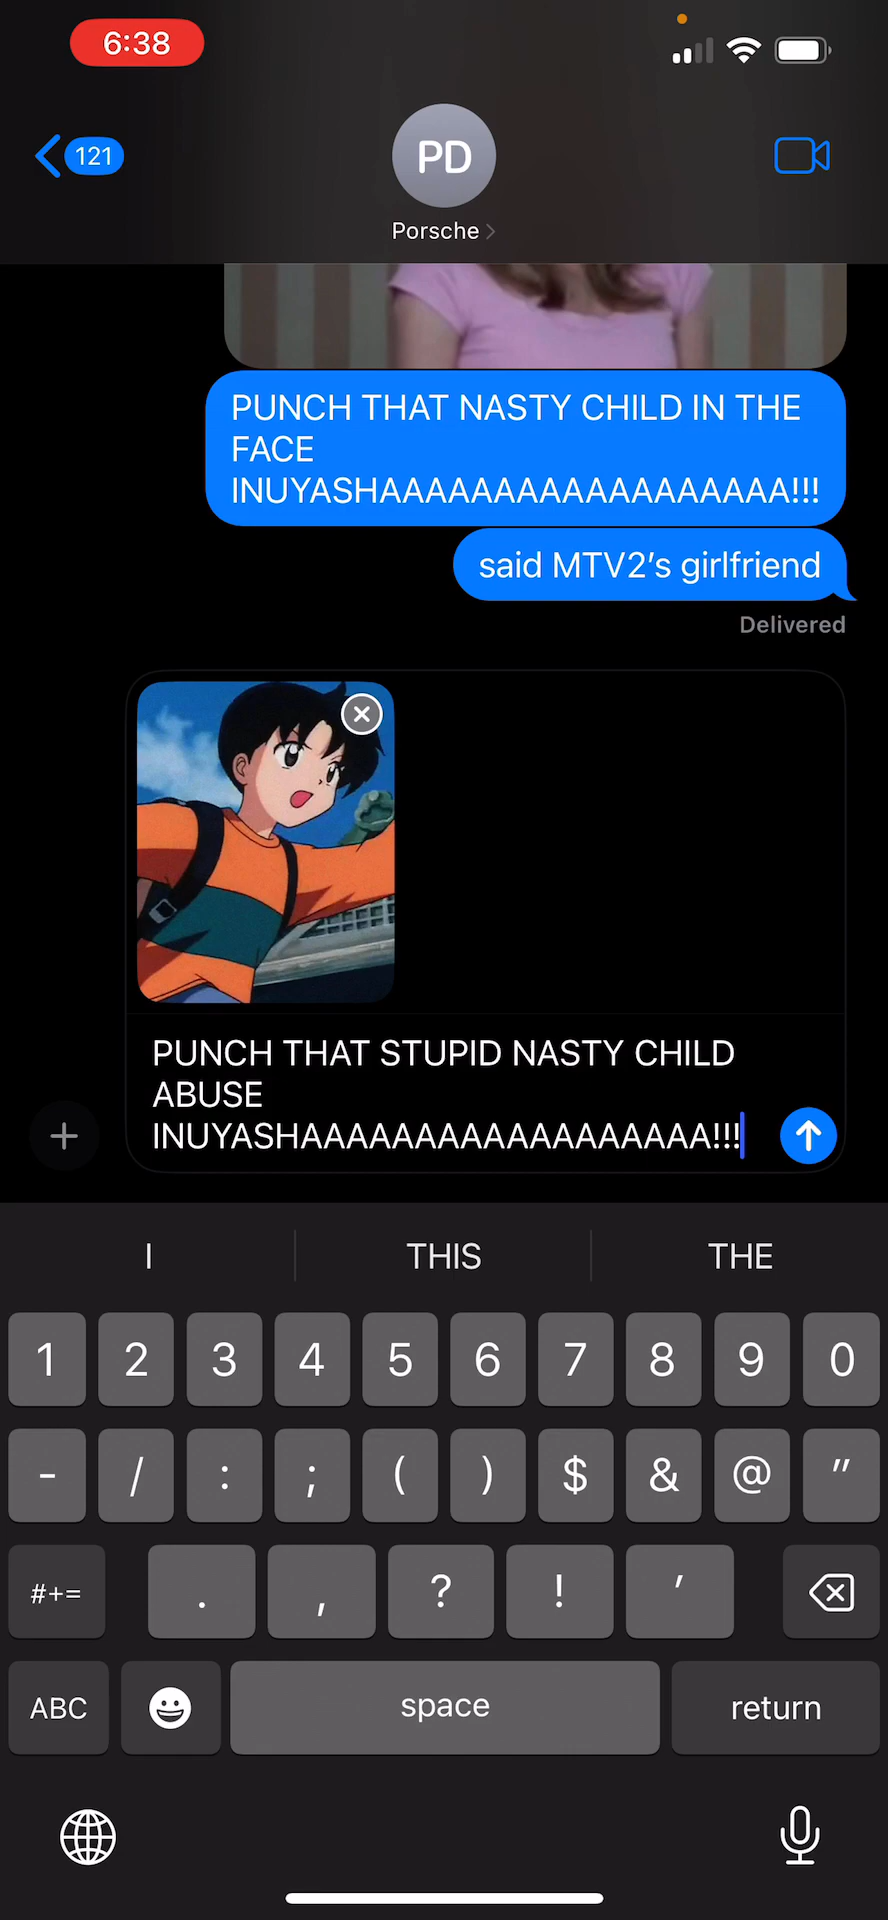 6:38
121
PD
Porsche
PUNCH THAT NASTY CHILD IN THE
FACE
INUYASHAAAAAAAAAAAAAAAAAA!!!
said MTV2’s girlfriend
Delivered
PUNCH THAT STUPID NASTY CHILD
ABUSE
INUYASHAAAAAAAAAAAAAAAAAA!!!
I THIS THE
1 2 3 4 5 6 7 8 9 0
- / : ; ( ) $ & @ "
#+= . , ? ! ’
ABC space return